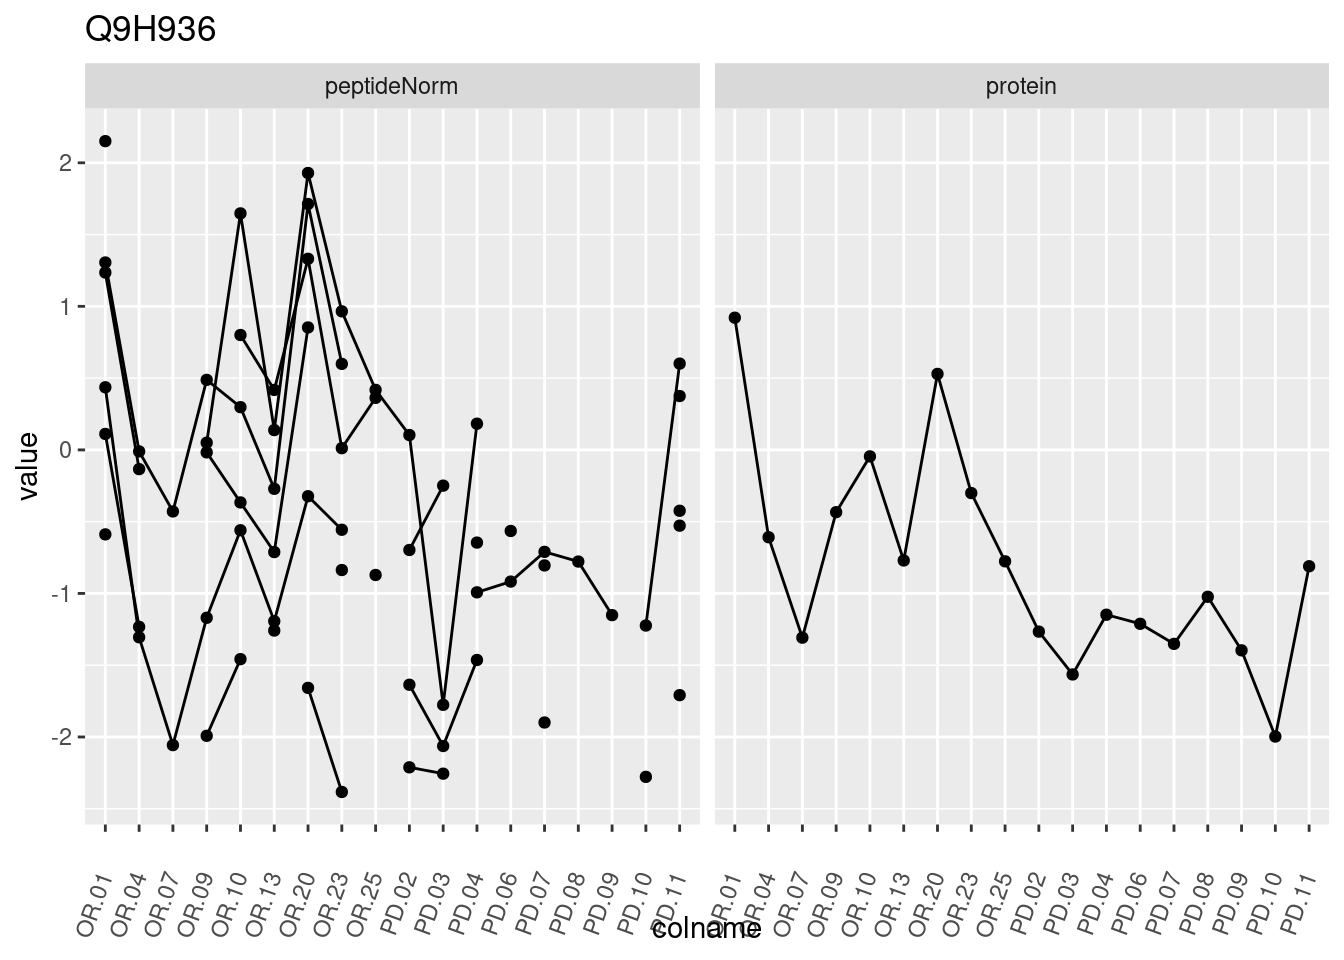 Q9H936
peptideNorm
protein
value
2
1
0
-1
-2
OR.01
OR.04
OR.07
OR.09
OR.10
OR.13
OR.20
OR.23
OR.25
PD.02
PD.03
PD.04
PD.06
PD.07
PD.08
PD.09
PD.10
PD.11
OR.01
OR.04
OR.07
OR.09
OR.10
OR.13
OR.20
OR.23
OR.25
PD.02
PD.03
PD.04
PD.06
PD.07
PD.08
PD.09
PD.10
PD.11
colname